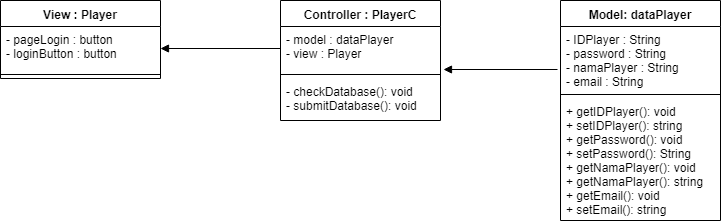 View : Player
- pageLogin : button
- loginButton : button
Controller : PlayerC
- model : dataPlayer
- view : Player
- checkDatabase(): void
- submitDatabase(): void
Model: dataPlayer
- IDPlayer : String
- password : String
- namaPlayer : String
- email : String
+ getIDPlayer(): void
+ setIDPlayer(): string
+ getPassword(): void
+ setPassword(): String
+ getNamaPlayer(): void
+ getNamaPlayer(): string
+ getEmail(): void
+ setEmail(): string